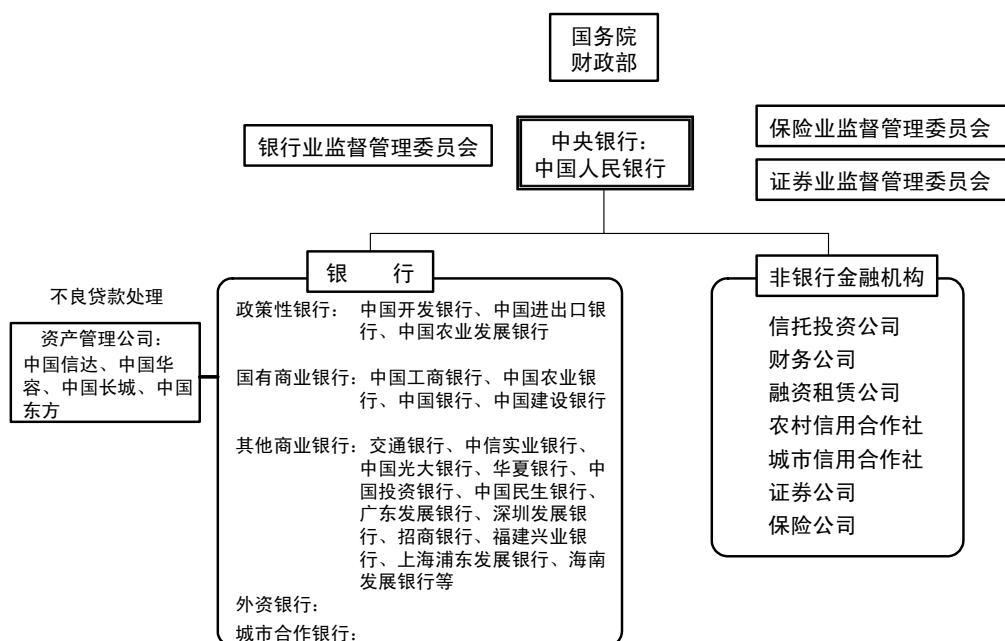 国务院
财政部
银行业监督管理委员会
中央银行：
中国人民银行
保险业监督管理委员会
证券业监督管理委员会
银 行
非银行金融机构
不良贷款处理
资产管理公司：
中国信达、中国华
容、中国长城、中国
东方
政策性银行： 中国开发银行、中国进出口银
行、中国农业发展银行
国有商业银行：中国工商银行、中国农业银
行、中国银行、中国建设银行
其他商业银行：交通银行、中信实业银行、
中国光大银行、华夏银行、中
国投资银行、中国民生银行、
广东发展银行、深圳发展银
行、招商银行、福建兴业银
行、上海浦东发展银行、海南
发展银行等
外资银行：
城市合作银行：
信托投资公司
财务公司
融资租赁公司
农村信用合作社
城市信用合作社
证券公司
保险公司